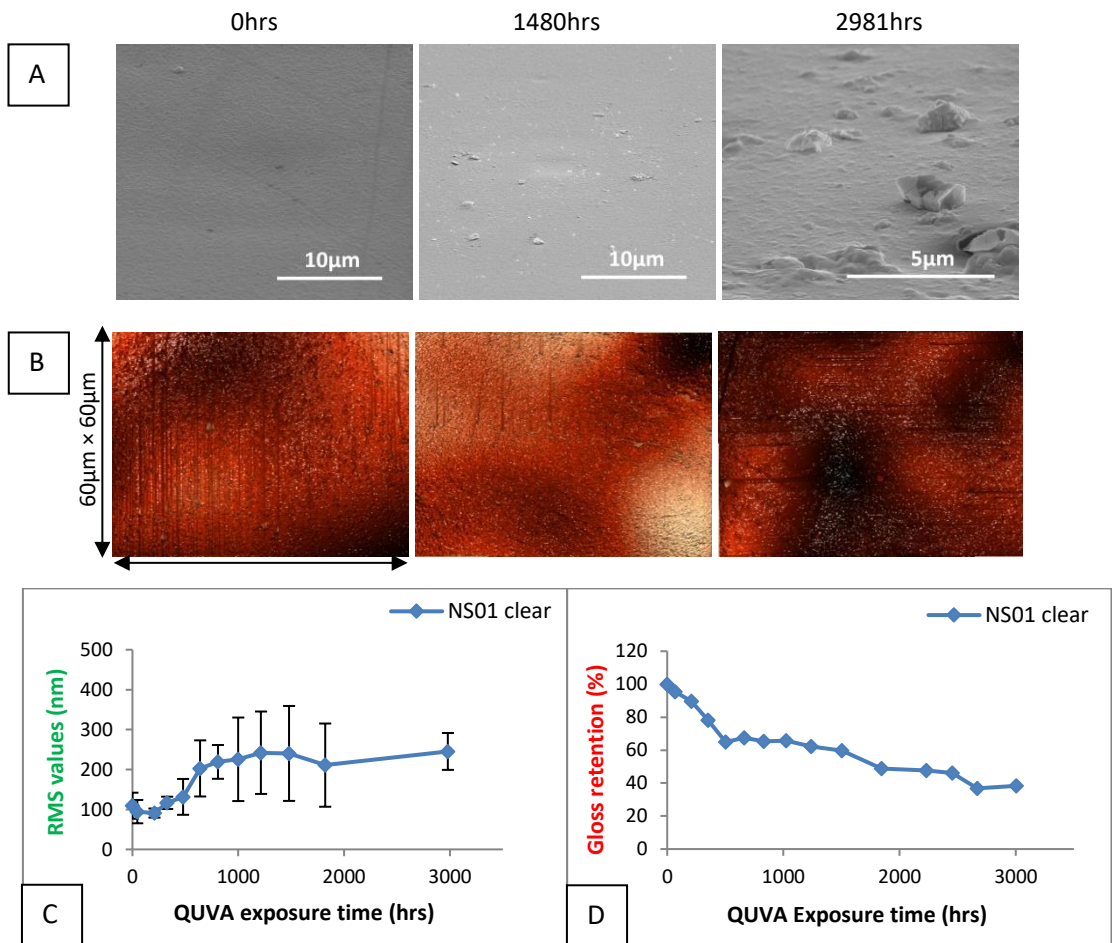 0hrs 1480hrs 2981hrs
A
10µm 10µm 5µm
B
60µm × 60µm
NS01 clear
500
400
300
200
100
0
0 1000 2000 3000
RMS values (nm)
QUVA exposure time (hrs)
C
NS01 clear
120
100
80
60
40
20
0
0 1000 2000 3000
Gloss retention (%)
QUVA Exposure time (hrs)
D